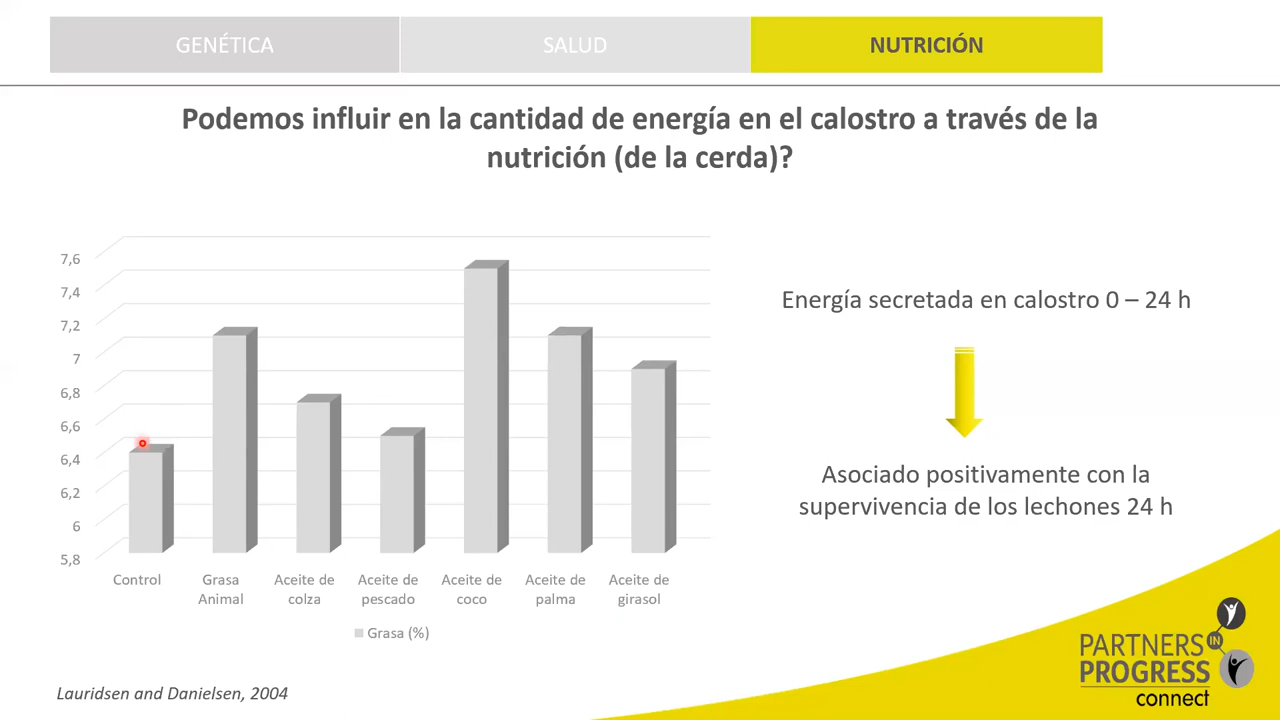 GENÉTICA
SALUD
NUTRICIÓN
Podemos influir en la cantidad de energía en el calostro a través de la
nutrición (de la cerda)?
7,6
7,4
7,2
7
6,8
6,6
6,4
6,2
6
5,8
Control
Grasa
Animal
Aceite de
colza
Aceite de
pescado
Aceite de
coco
Aceite de
palma
Aceite de
girasol
Grasa (%)
Energía secretada en calostro 0 – 24 h
Asociado positivamente con la
supervivencia de los lechones 24 h
Lauridsen and Danielsen, 2004
PARTNERS IN
PROGRESS
connect